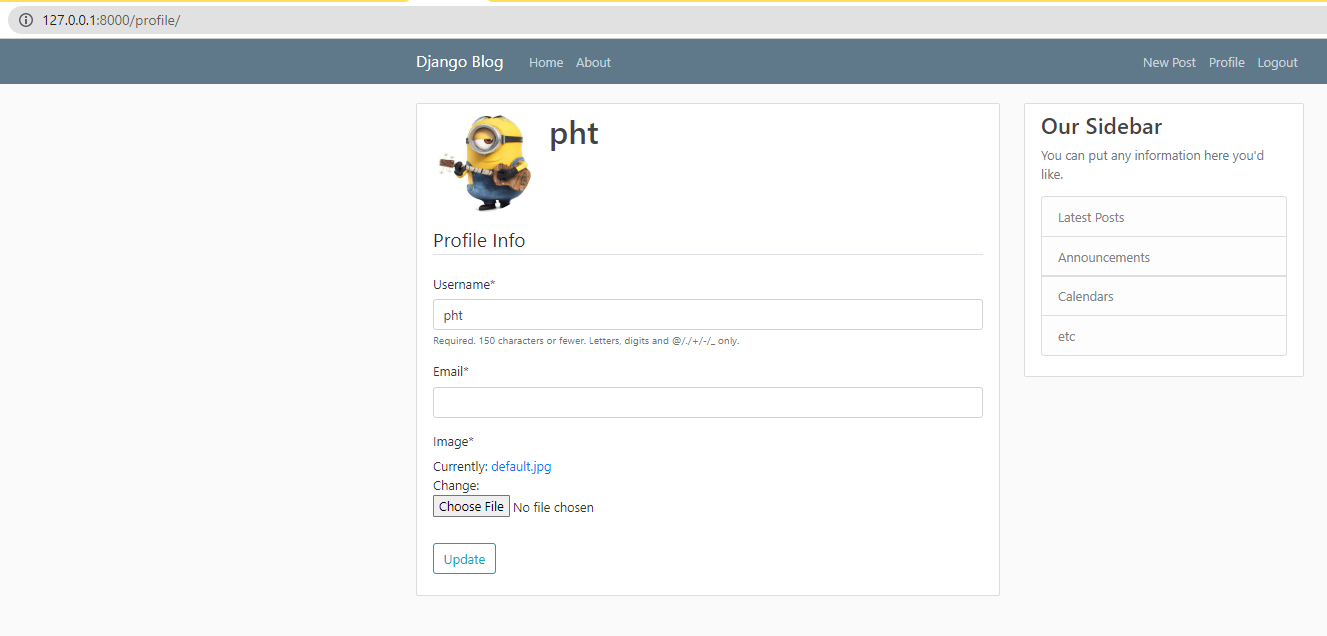 127.0.0.1:8000/profile/
Django Blog Home About New Post Profile Logout
pht
Profile Info
Username*
pht
Required. 150 characters or fewer. Letters, digits and @/./+/-/_ only.
Email*
Image*
Currently: default.jpg
Change:
Choose File No file chosen
Update
Our Sidebar
You can put any information here you'd
like.
Latest Posts
Announcements
Calendars
etc